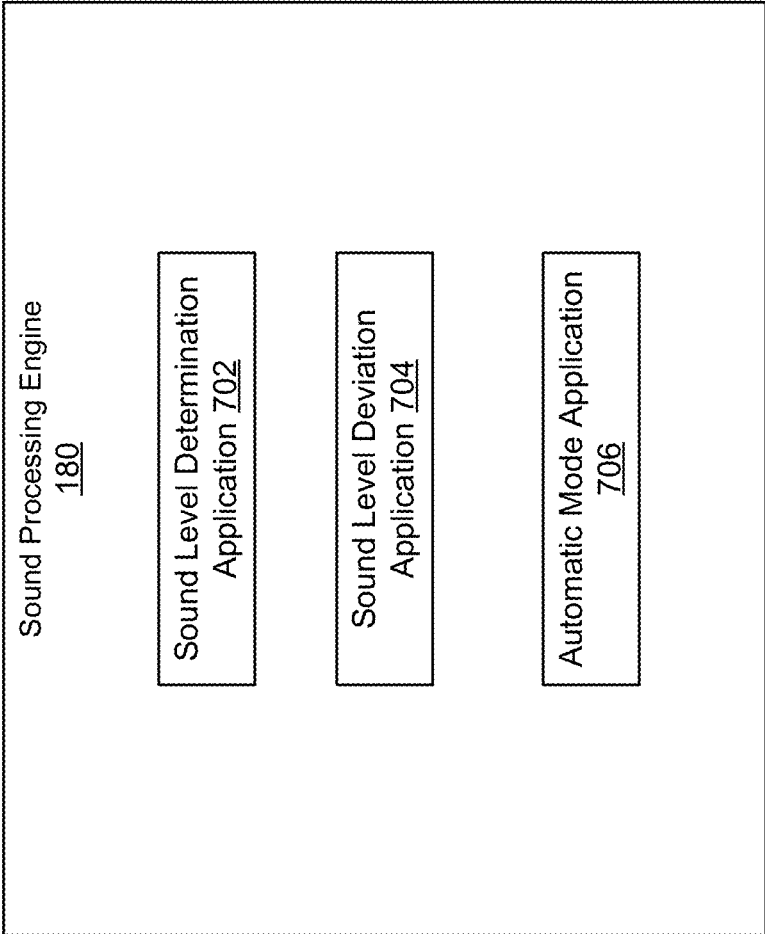 Sound Processing Engine
180
Sound Level Determination
Application 702
Sound Level Deviation
Application 704
Automatic Mode Application
706